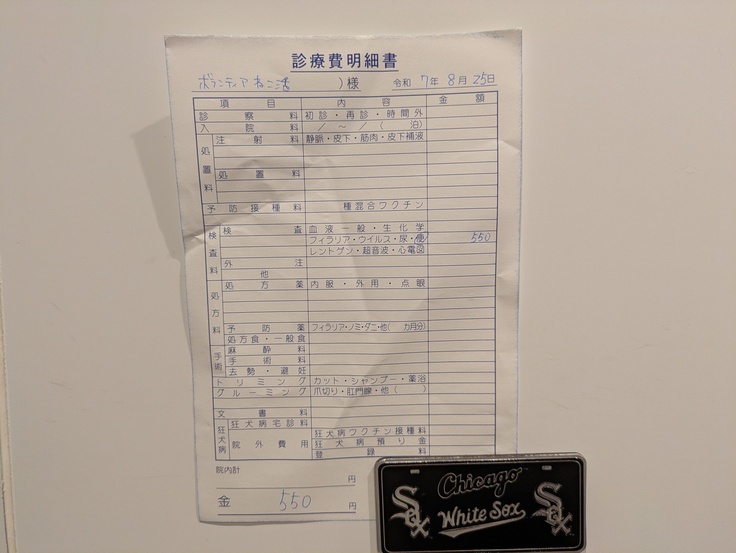 診療費明細書
ボランティア ねこ活 )様 令和 7年 8月 25日
項目 内容 金額
診察料 初診・再診・時間外
入院料 / ~ / ( 泊)
処置料
注射料 静脈・皮下・筋肉・皮下補液
処置料
予防接種料 種混合ワクチン
検査料
検査 血液一般・生化学
フィラリア・ウイルス・尿・便 550
レントゲン・超音波・心電図
外注
他
処方料
処方薬 内服・外用・点眼
予防薬 フィラリア・ノミ・ダニ・他( カ月分)
処方食・一般食
手術
麻酔料
手術料
去勢・避妊
トリミング カット・シャンプー・薬浴
グルーミング 爪切り・肛門腺・他( )
文書料
狂犬病
狂犬病宅診料
院外費用 狂犬病ワクチン接種料
狂犬病預り金
登録料
院内計
円
金 550 円
Chicago
White Sox
Sox
Sox